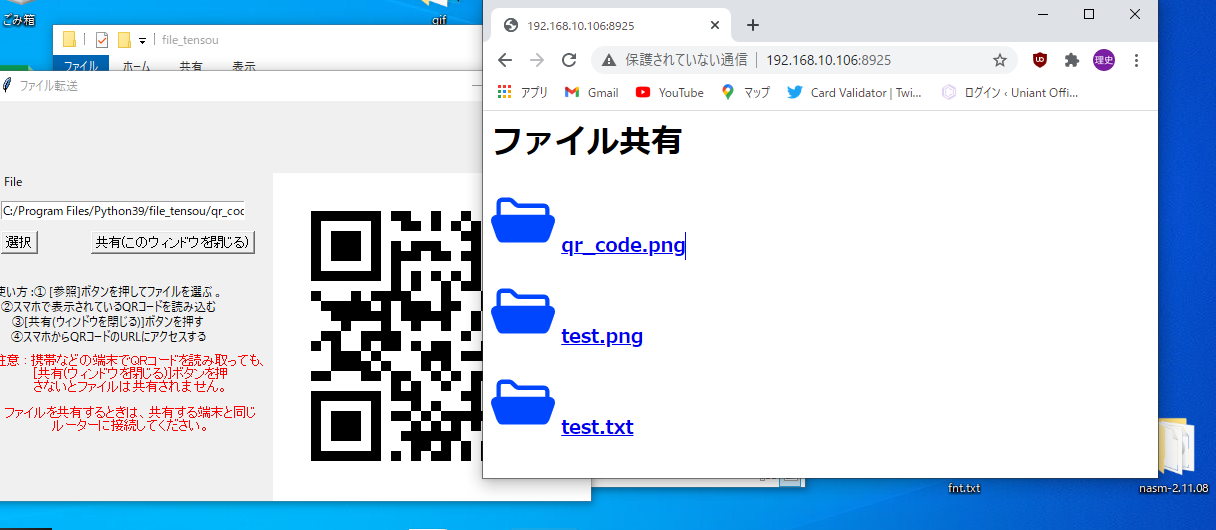 ごみ箱
gif
file_tensou
ファイル
ホーム
共有
表示
ファイル転送
File
C:/Program Files/Python39/file_tensou/qr_coc
選択
共有(このウィンドウを閉じる)
使い方:① [参照]ボタンを押してファイルを選ぶ 。
②スマホで表示されているQRコードを読み込む
③[共有(ウィンドウを閉じる)]ボタンを押す
④スマホからQRコードのURLにアクセスする
注意：携帯などの端末でQRコードを読み取っても、
[共有(ウィンドウを閉じる)]ボタンを押
さないとファイルは共有されません。
ファイルを共有するときは、共有する端末と同じ
ルーターに接続してください。
192.168.10.106:8925
保護されていない通信
192.168.10.106:8925
理史
アプリ
Gmail
YouTube
マップ
Card Validator | Twi...
ログイン ‹ Uniant Offi...
ファイル共有
qr_code.png
test.png
test.txt
fnt.txt
nasm-2.11.08